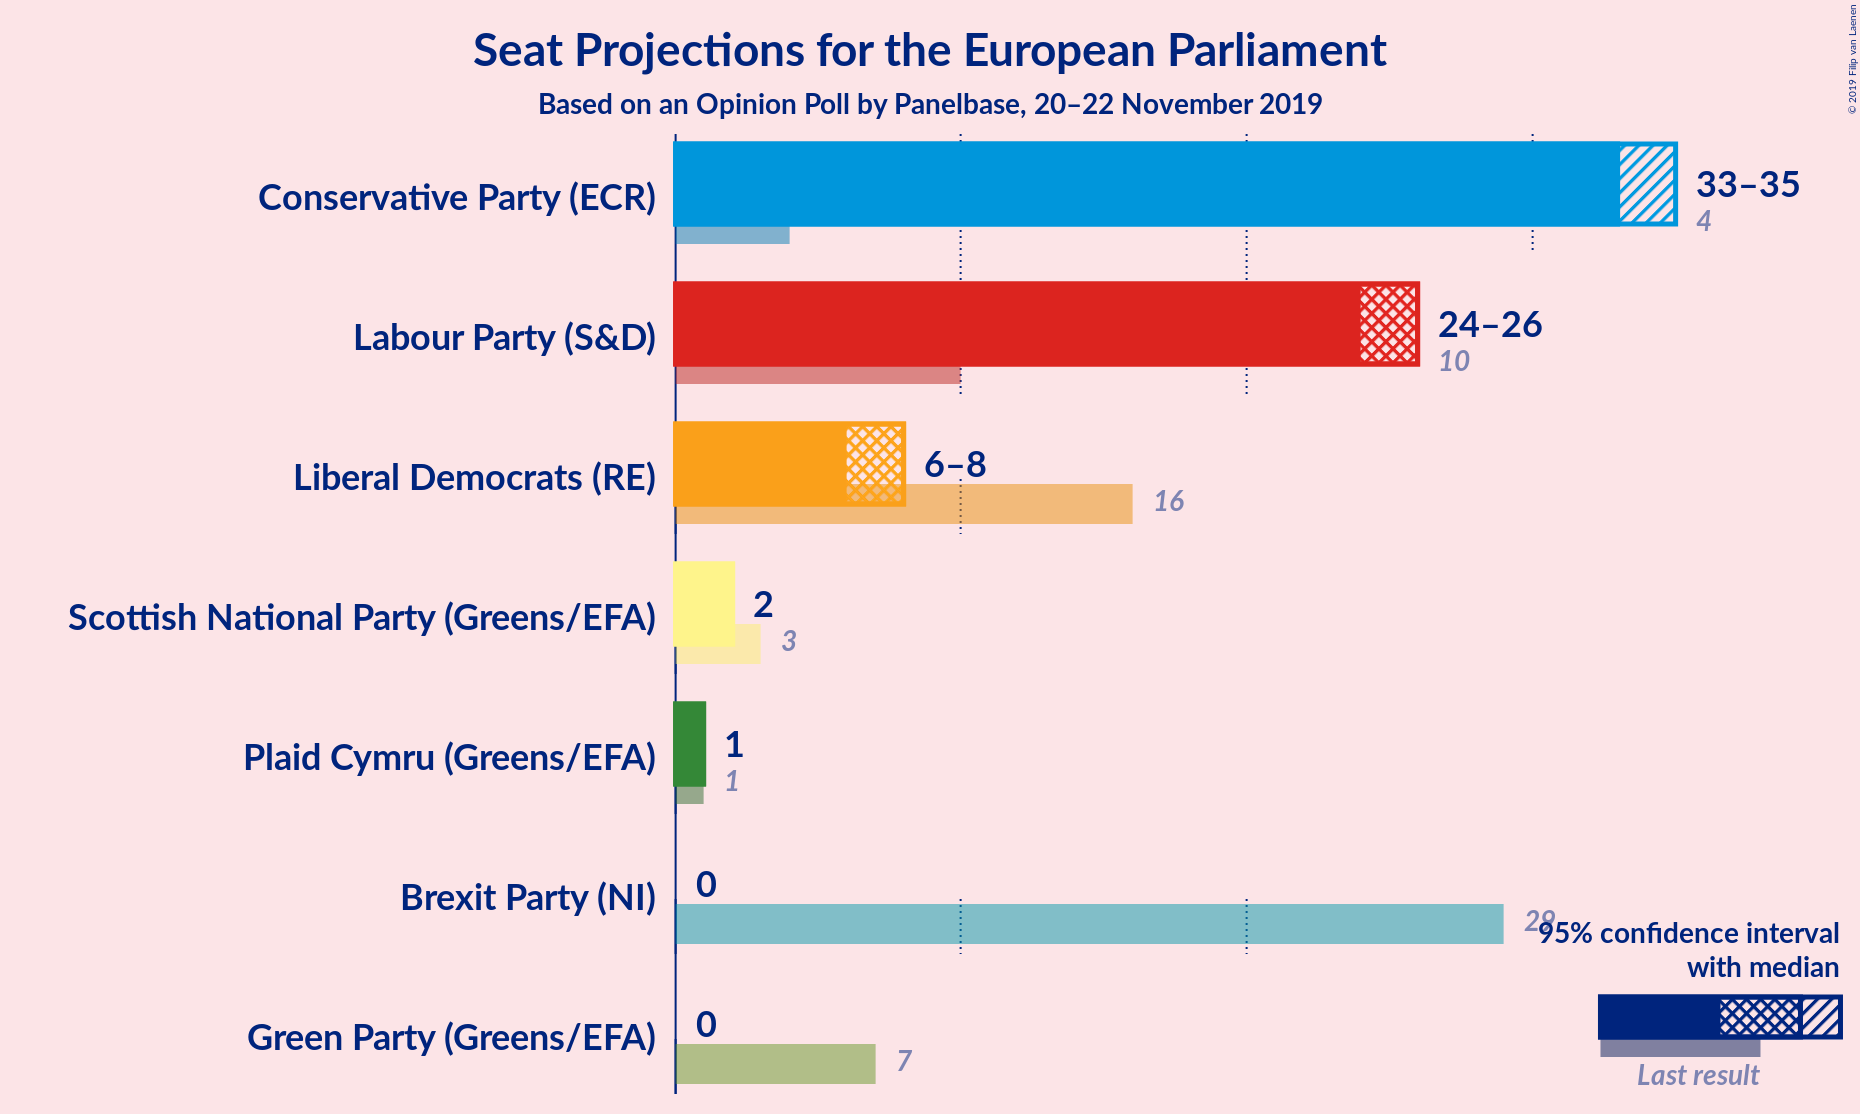 Seat Projections for the European Parliament
Based on an Opinion Poll by Panelbase, 20–22 November 2019
© 2019 Filip van Laenen
Conservative Party (ECR)
33–35
4
Labour Party (S&D)
24–26
10
Liberal Democrats (RE)
6–8
16
Scottish National Party (Greens/EFA)
2
3
Plaid Cymru (Greens/EFA)
1
1
Brexit Party (NI)
0
29
Green Party (Greens/EFA)
0
7
95% confidence interval
with median
Last result